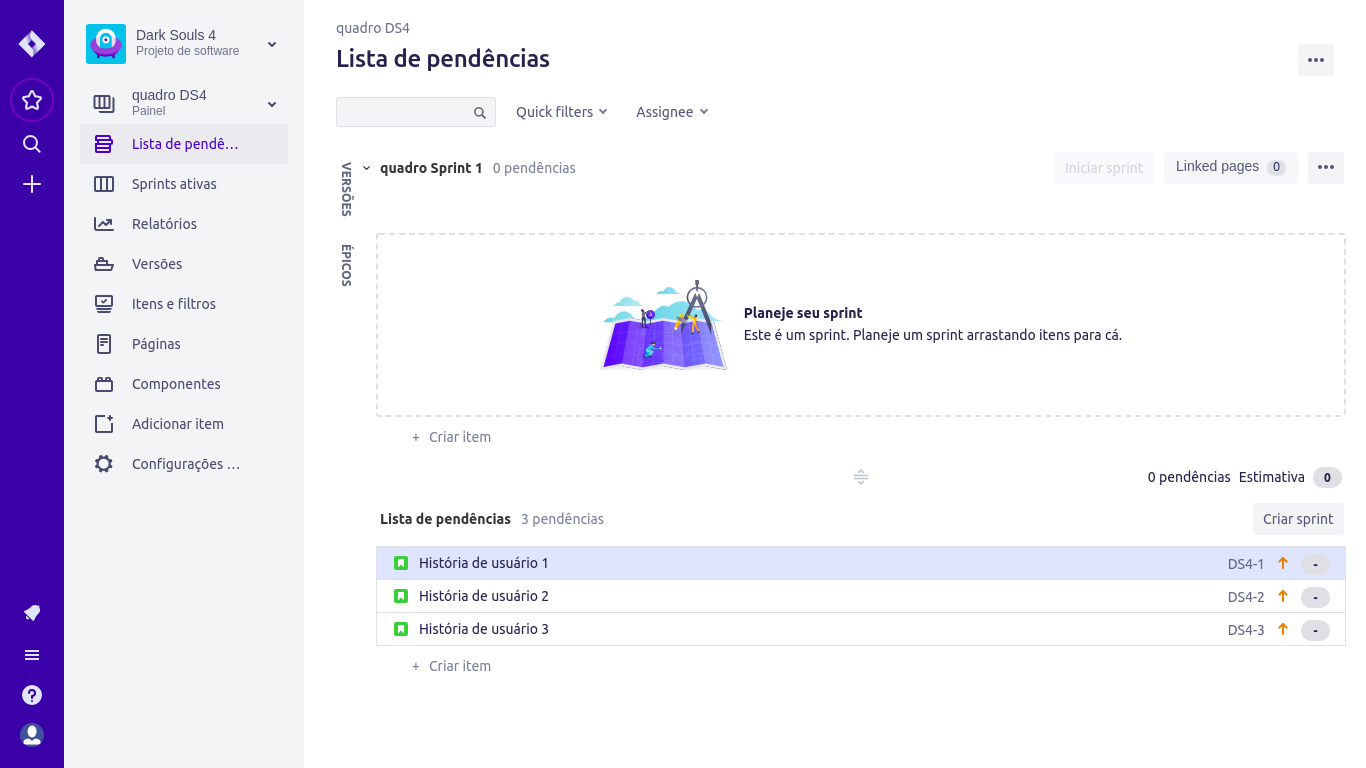 Dark Souls 4
Projeto de software
quadro DS4
Painel
Lista de pendê…
Sprints ativas
Relatórios
Versões
Itens e filtros
Páginas
Componentes
Adicionar item
Configurações …
quadro DS4
Lista de pendências
Quick filters
Assignee
VERSÕES
ÉPICOS
quadro Sprint 1 0 pendências
Iniciar sprint
Linked pages 0
Planeje seu sprint
Este é um sprint. Planeje um sprint arrastando itens para cá.
+ Criar item
0 pendências Estimativa 0
Lista de pendências 3 pendências
Criar sprint
História de usuário 1 DS4-1 -
História de usuário 2 DS4-2 -
História de usuário 3 DS4-3 -
+ Criar item